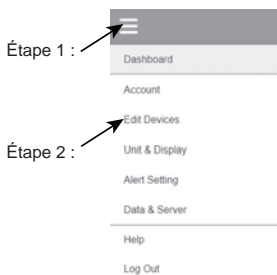 Étape 1 :
Dashboard
Account
Edit Devices
Étape 2 :
Unit & Display
Alert Setting
Data & Server
Help
Log Out